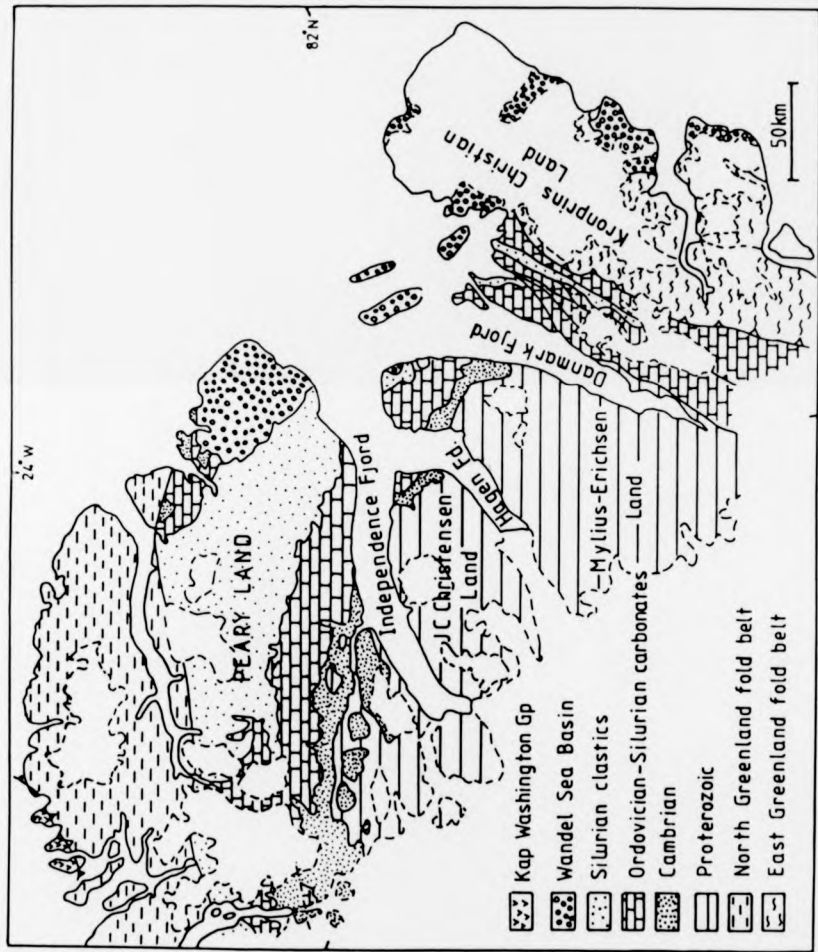 82°N
24°W
PEARY LAND
Independence Fjord
JC Christensen
Land
Hagen Fd.
Mylius-Erichsen
Land
Danmark Fjord
Kronprins Christian
Land
50km
Kap Washington Gp
Wandel Sea Basin
Silurian clastics
Ordovician-Silurian carbonates
Cambrian
Proterozoic
North Greenland fold belt
East Greenland fold belt